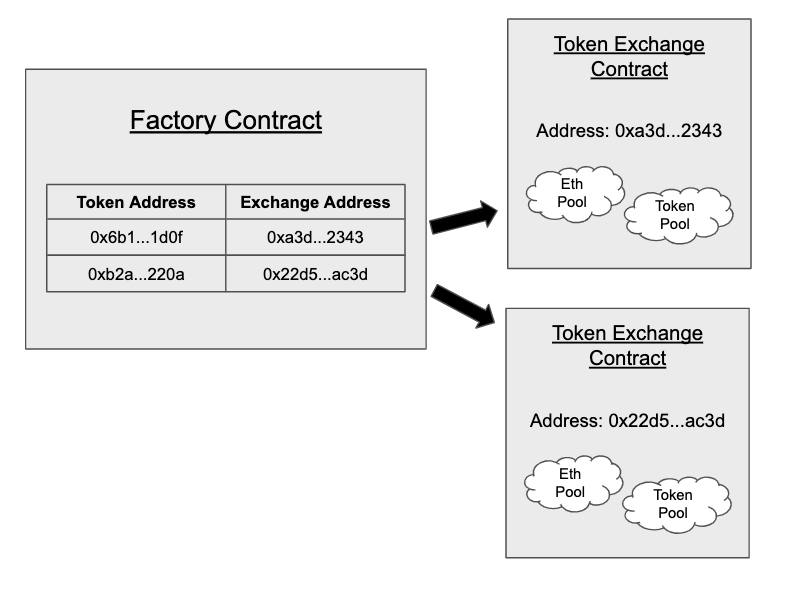 Factory Contract
Token Address Exchange Address
0x6b1...1d0f 0xa3d...2343
0xb2a...220a 0x22d5...ac3d
Token Exchange
Contract
Address: 0xa3d...2343
Eth
Pool
Token
Pool
Token Exchange
Contract
Address: 0x22d5...ac3d
Eth
Pool
Token
Pool